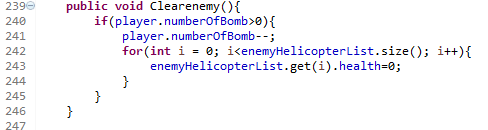 239 public void Clearenemy(){
240 if(player.numberOfBomb>0){
241 player.numberOfBomb--;
242 for(int i = 0; i<enemyHelicopterList.size(); i++){
243 enemyHelicopterList.get(i).health=0;
244 }
245 }
246 }
247